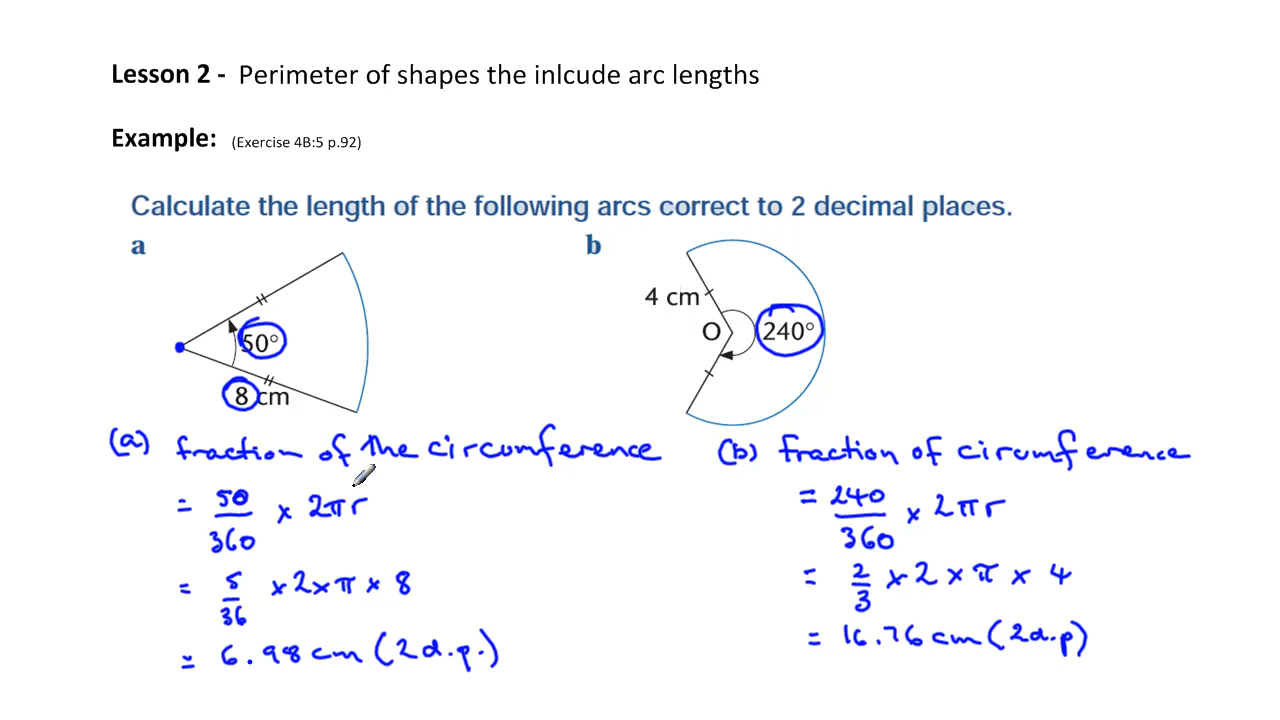 Lesson 2 - Perimeter of shapes the inlcude arc lengths
Example: (Exercise 4B:5 p.92)
Calculate the length of the following arcs correct to 2 decimal places.
a
50°
8 cm
b
4 cm
O
240°
(a) fraction of the circumference
= 50/360 × 2πr
= 5/36 × 2 × π × 8
= 6.98 cm (2d.p.)
(b) fraction of circumference
= 240/360 × 2πr
= 2/3 × 2 × π × 4
= 16.76 cm (2d.p)